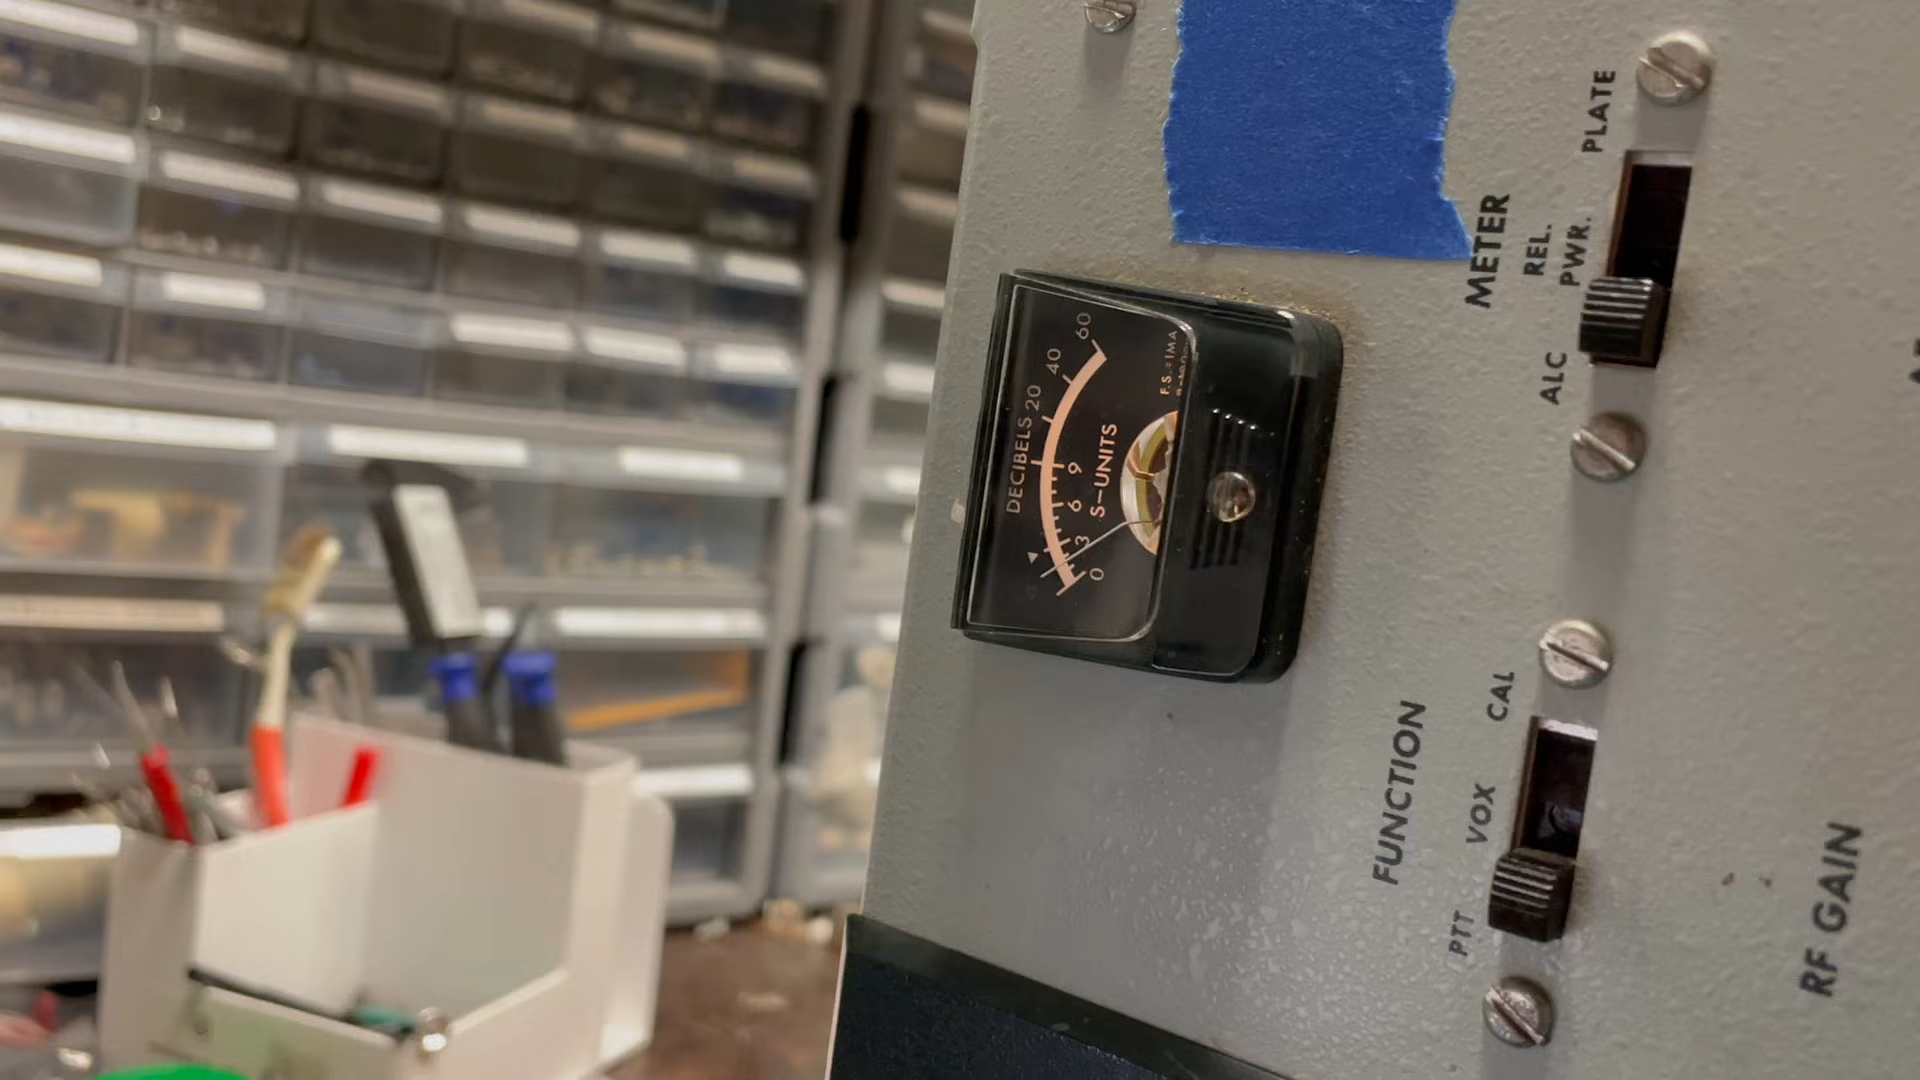 DECIBELS 20 40 60
0 3 6 9
S-UNITS
F.S.=1MA
METER
ALC
REL.
PWR.
PLATE
FUNCTION
PTT VOX CAL
RF GAIN